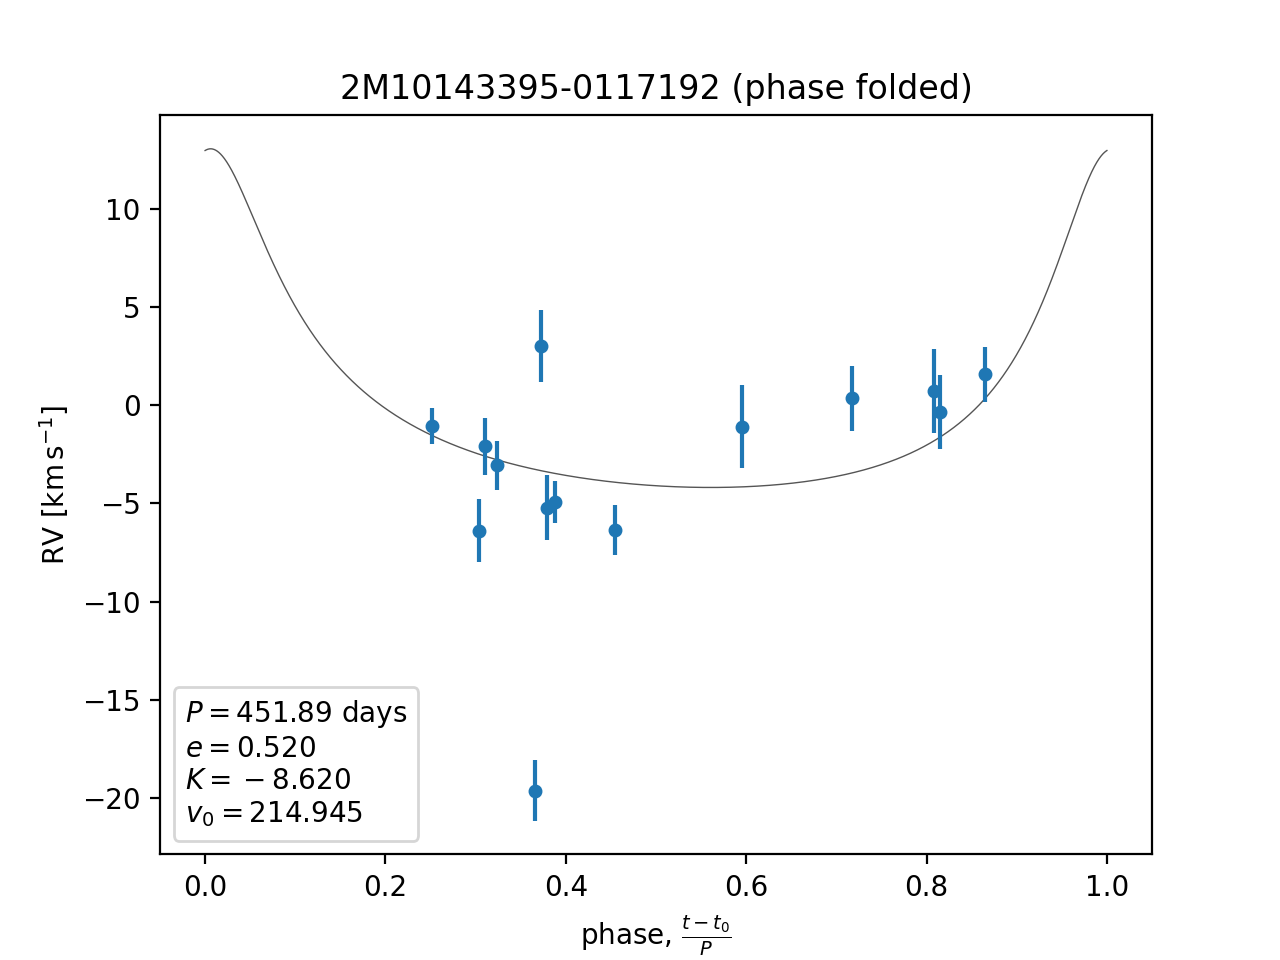 2M10143395-0117192 (phase folded)
RV [km s⁻¹]
10
5
0
−5
−10
−15
−20
P = 451.89 days
e = 0.520
K = −8.620
v₀ = 214.945
0.0 0.2 0.4 0.6 0.8 1.0
phase, (t − t₀)/P